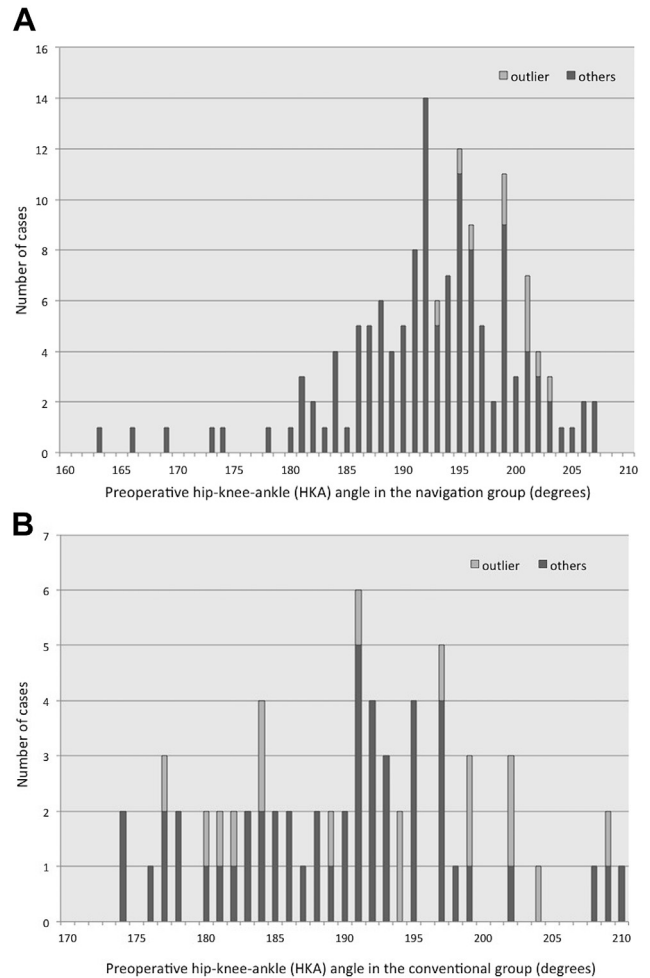 A
16
outlier others
14
12
10
8
6
4
2
0
Number of cases
160 165 170 175 180 185 190 195 200 205 210
Preoperative hip-knee-ankle (HKA) angle in the navigation group (degrees)
B
7
outlier others
6
5
4
3
2
1
0
Number of cases
170 175 180 185 190 195 200 205 210
Preoperative hip-knee-ankle (HKA) angle in the conventional group (degrees)